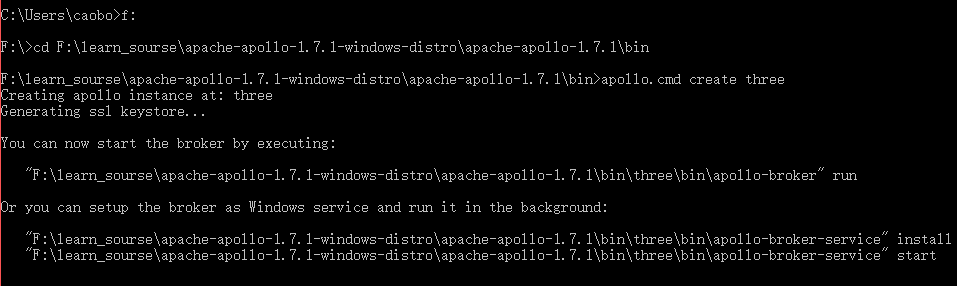 C:\Users\caobo>f:
F:\>cd F:\learn_sourse\apache-apollo-1.7.1-windows-distro\apache-apollo-1.7.1\bin
F:\learn_sourse\apache-apollo-1.7.1-windows-distro\apache-apollo-1.7.1\bin>apollo.cmd create three
Creating apollo instance at: three
Generating ssl keystore...
You can now start the broker by executing:
"F:\learn_sourse\apache-apollo-1.7.1-windows-distro\apache-apollo-1.7.1\bin\three\bin\apollo-broker" run
Or you can setup the broker as Windows service and run it in the background:
"F:\learn_sourse\apache-apollo-1.7.1-windows-distro\apache-apollo-1.7.1\bin\three\bin\apollo-broker-service" install
"F:\learn_sourse\apache-apollo-1.7.1-windows-distro\apache-apollo-1.7.1\bin\three\bin\apollo-broker-service" start